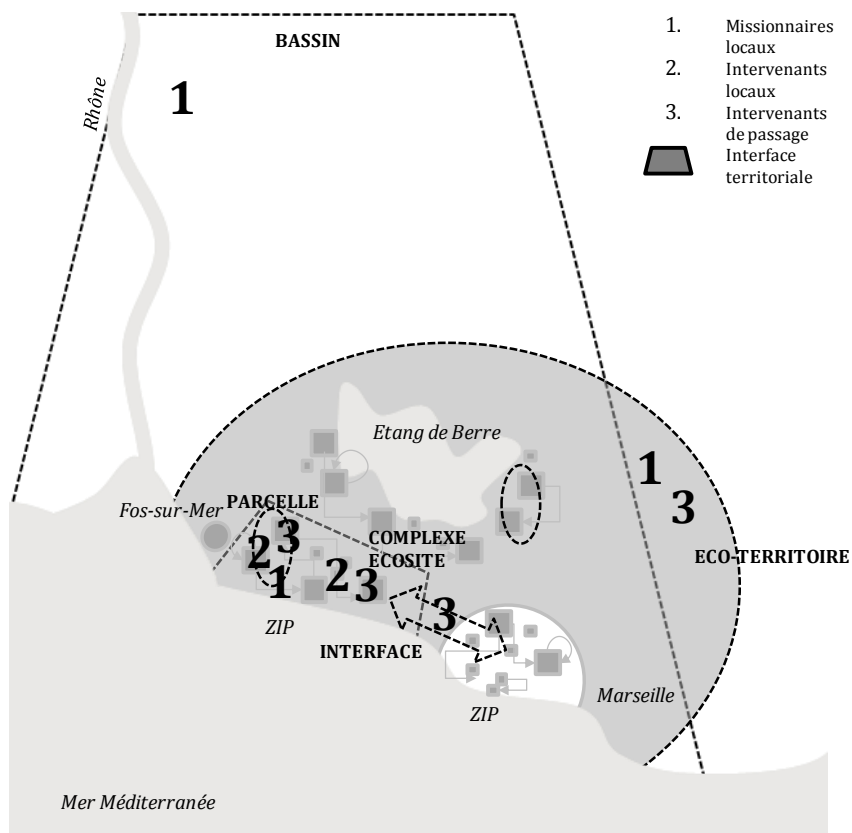 BASSIN
1. Missionnaires
locaux
2. Intervenants
locaux
3. Intervenants
de passage
Interface
territoriale
Rhône
1
Etang de Berre
1
3
Fos-sur-Mer
PARCELLE
COMPLEXE
ECOSITE
ECO-TERRITOIRE
2
3
1
2
3
3
ZIP
INTERFACE
Marseille
ZIP
Mer Méditerranée